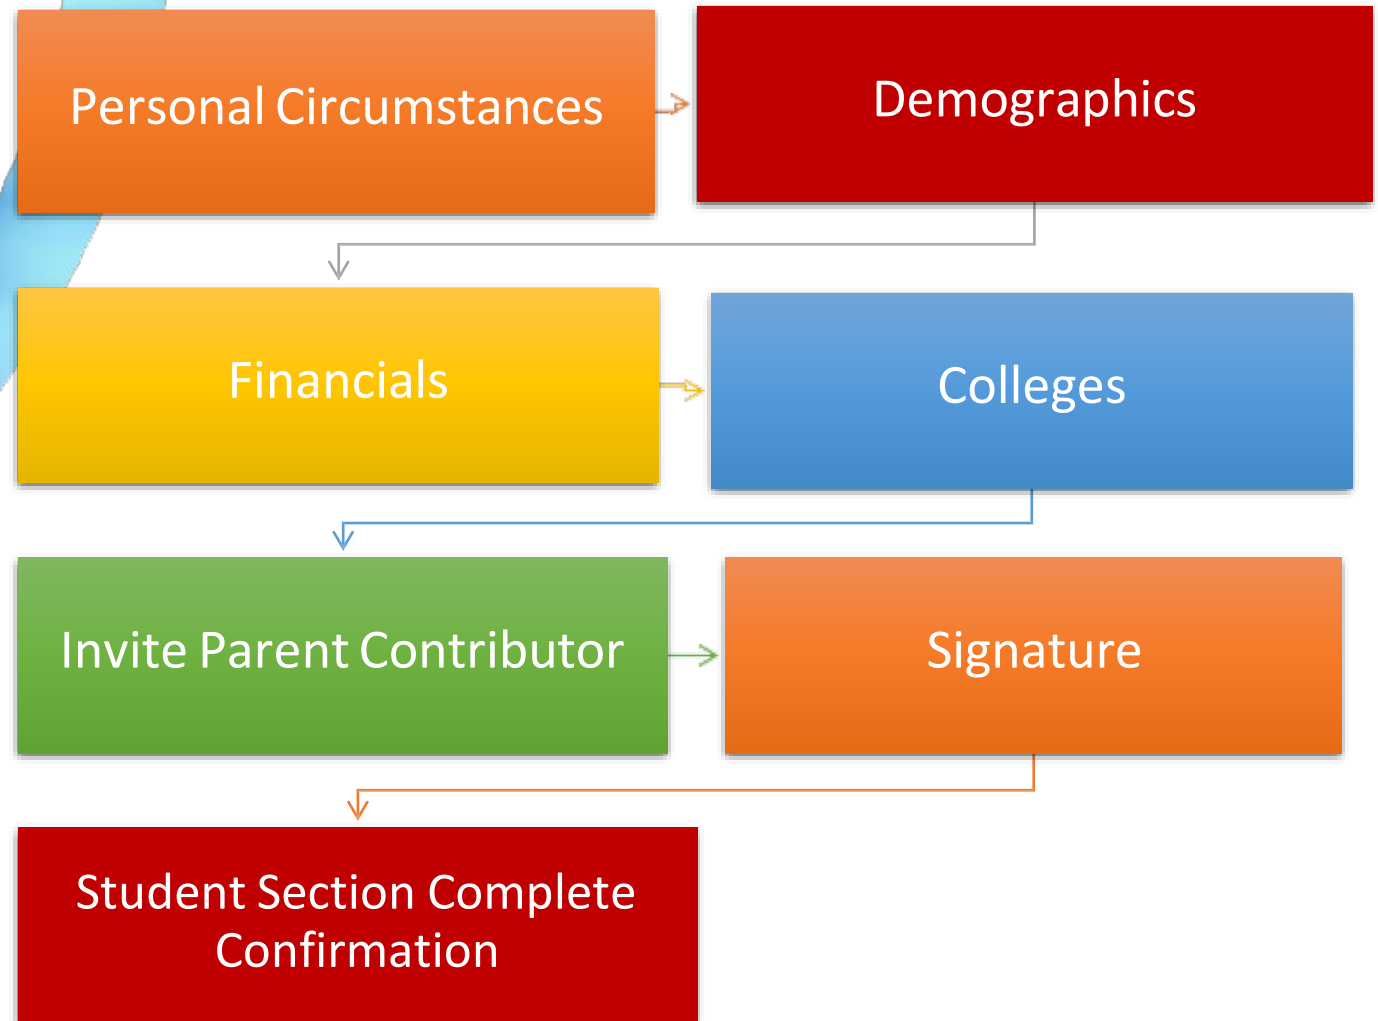 Personal Circumstances
Demographics
Financials
Colleges
Invite Parent Contributor
Signature
Student Section Complete
Confirmation